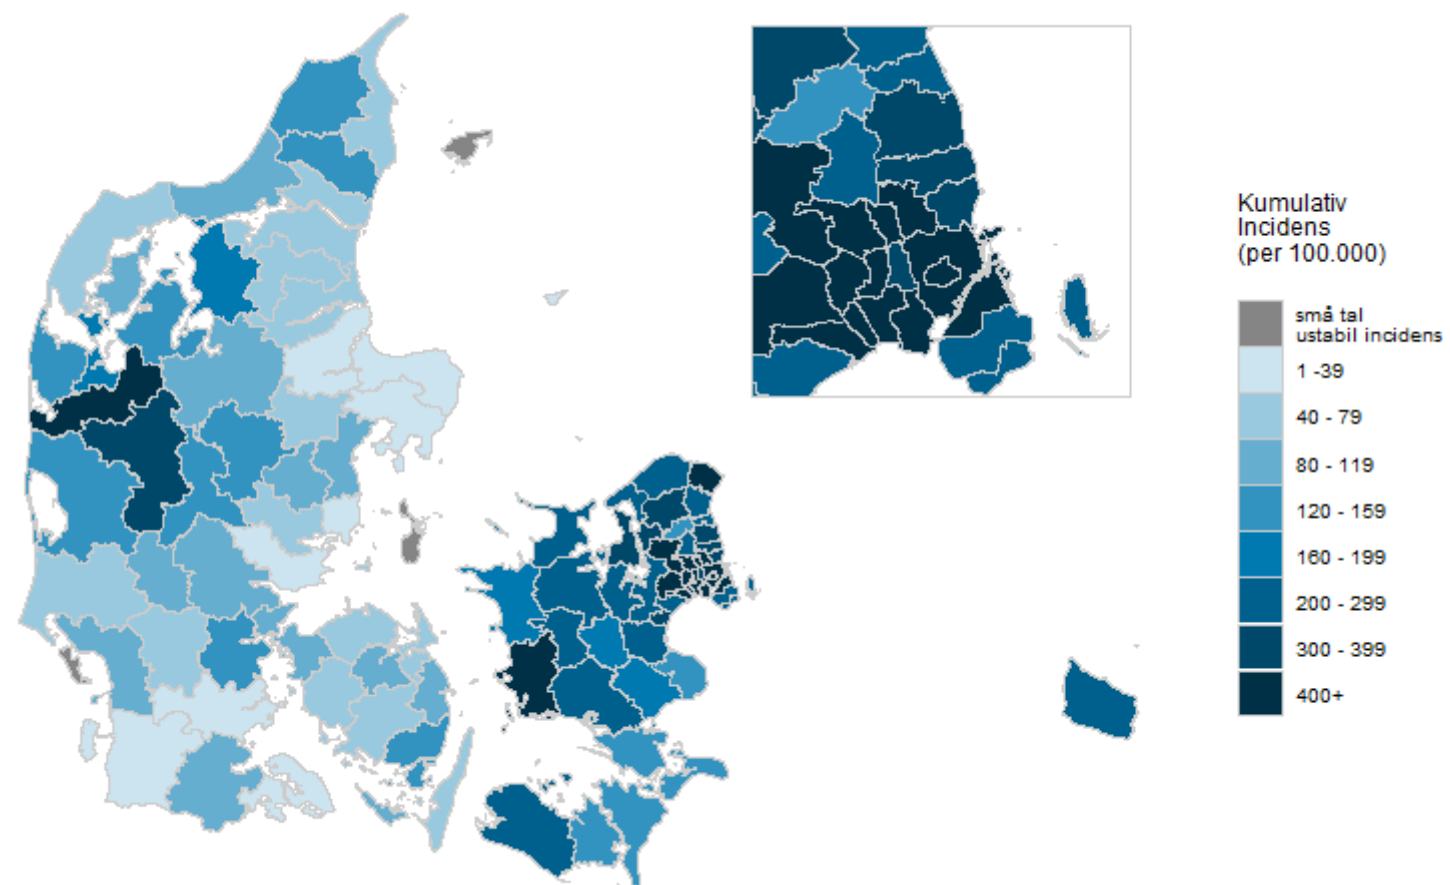 Kumulativ
Incidens
(per 100.000)
små tal
ustabil incidens
1 -39
40 - 79
80 - 119
120 - 159
160 - 199
200 - 299
300 - 399
400+